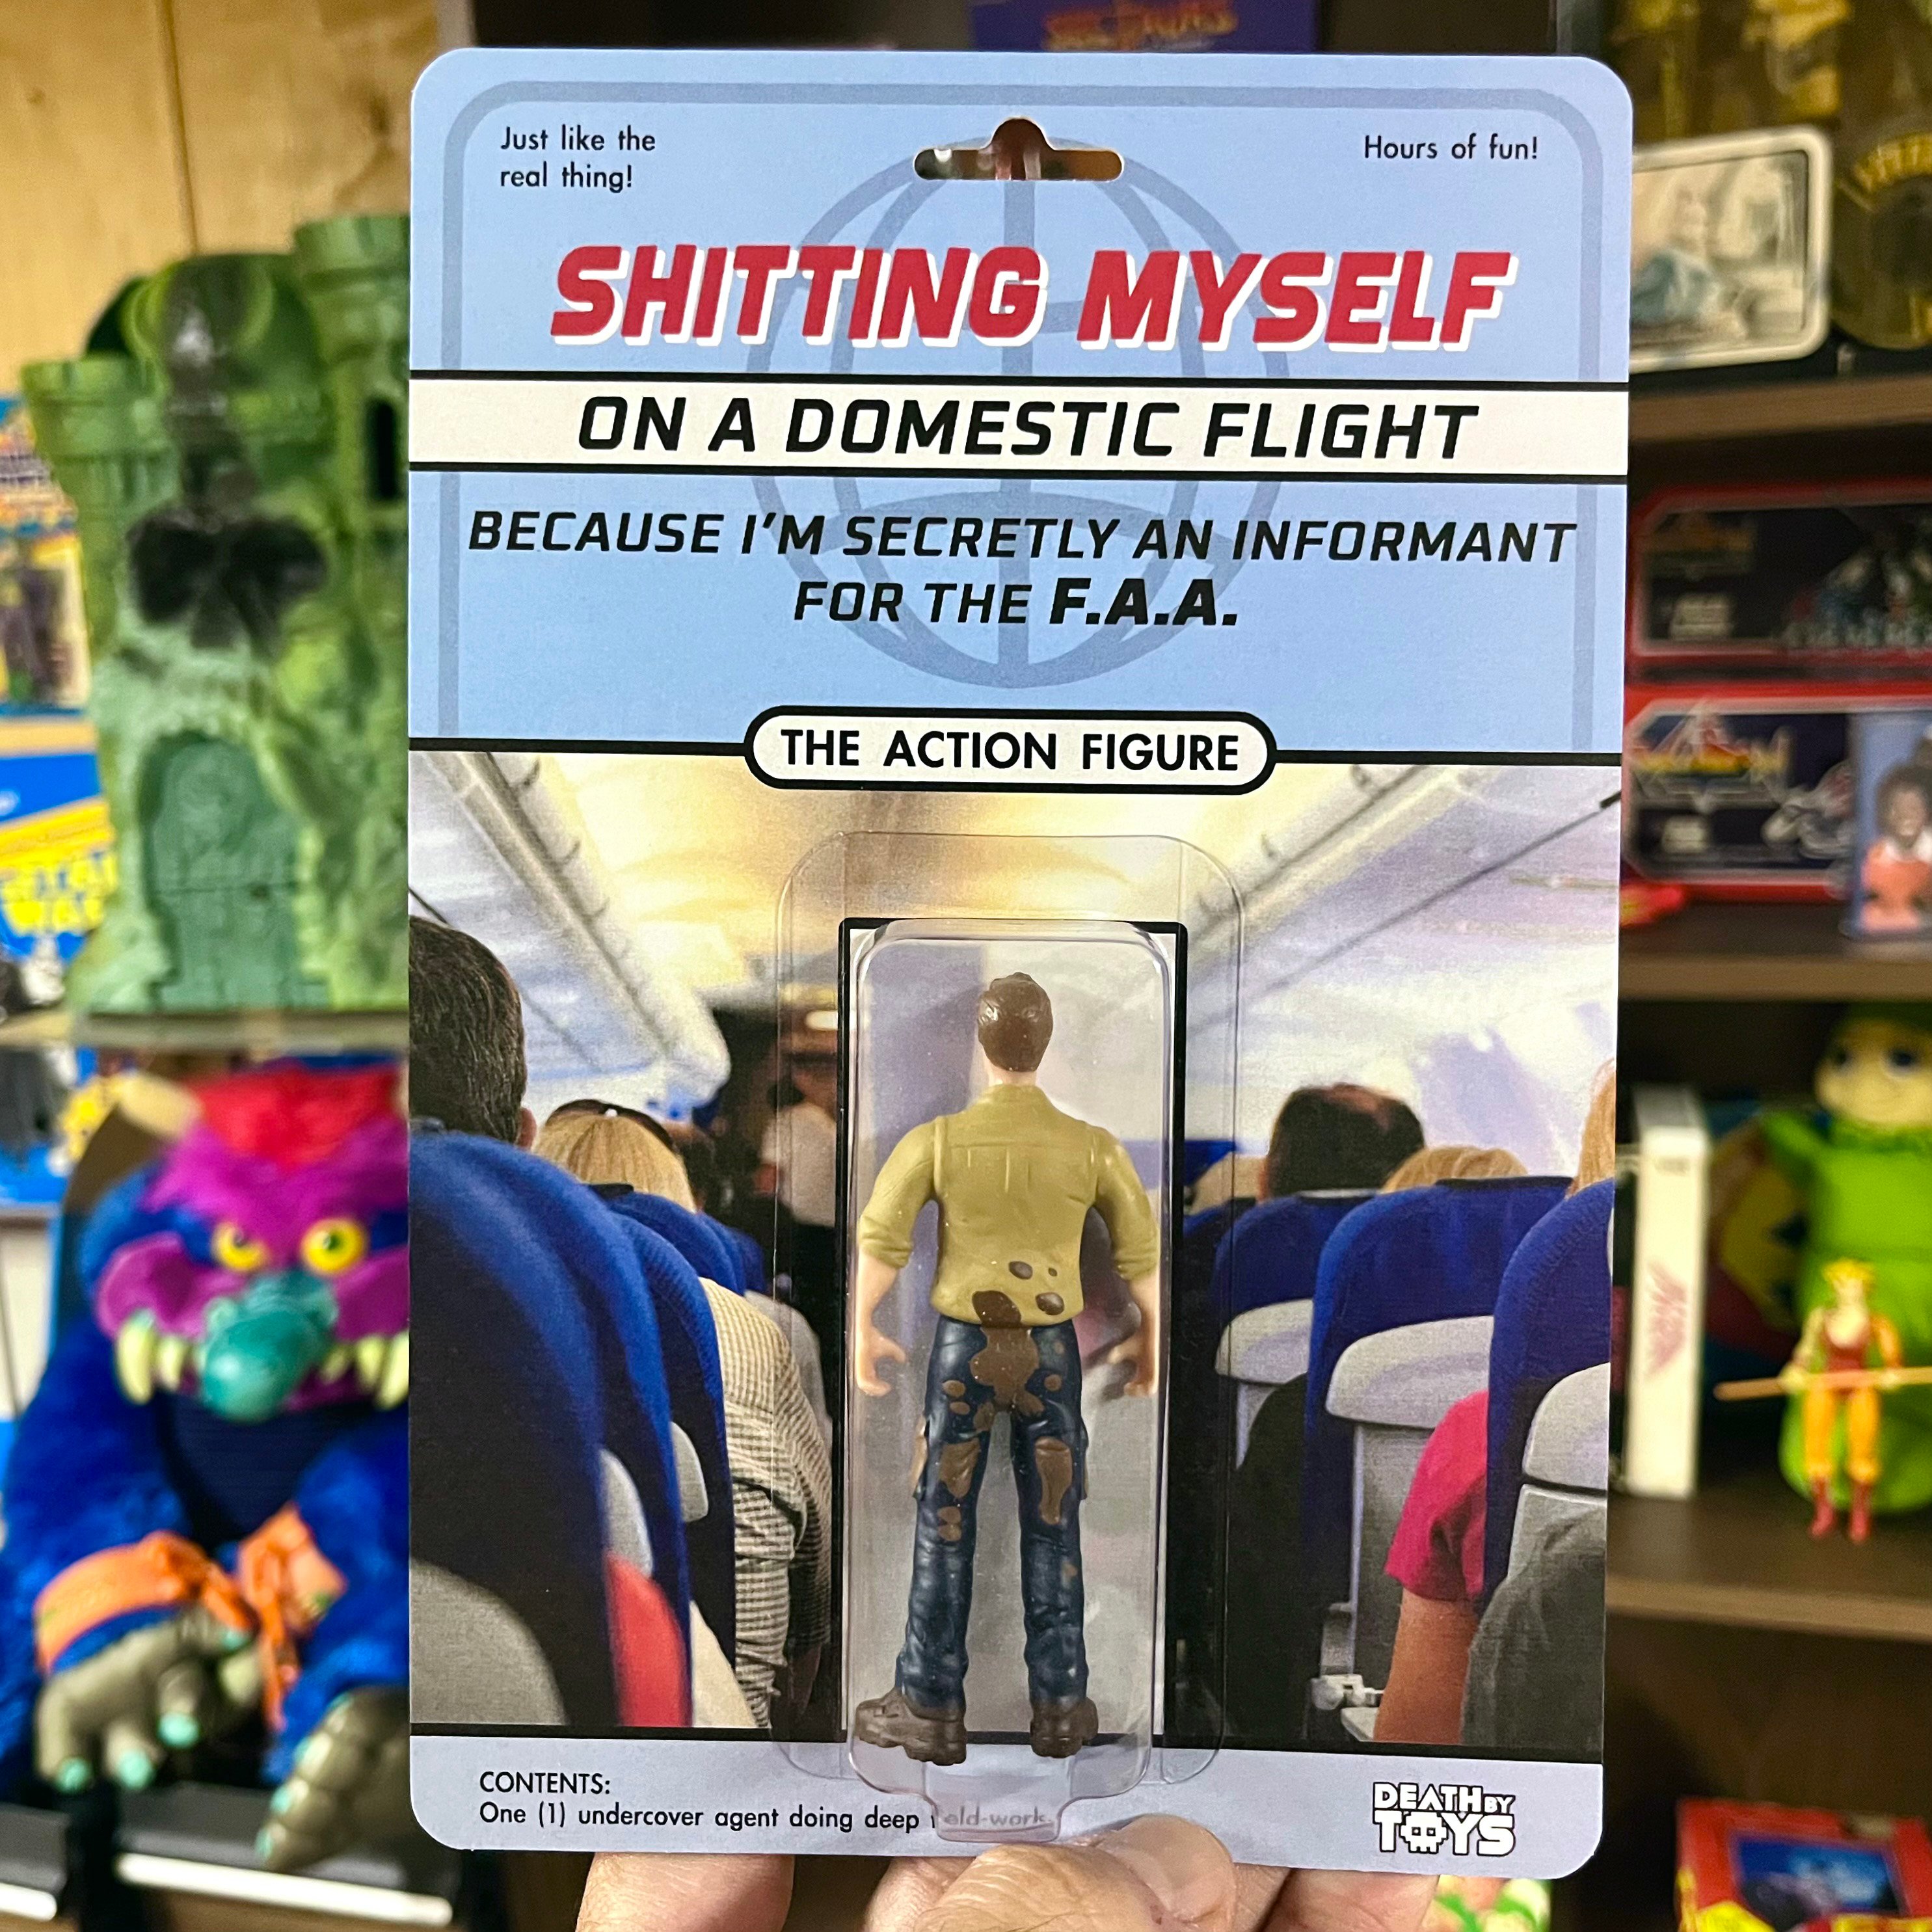 Just like the
real thing!
Hours of fun!
SHITTING MYSELF
ON A DOMESTIC FLIGHT
BECAUSE I'M SECRETLY AN INFORMANT
FOR THE F.A.A.
THE ACTION FIGURE
CONTENTS:
One (1) undercover agent doing deep field-work.
DEATH BY
TOYS